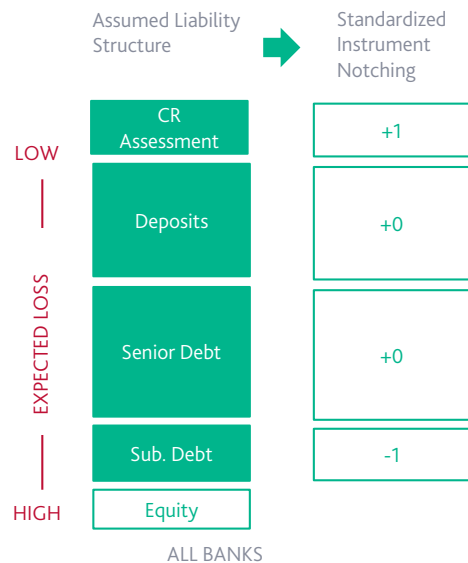 Assumed Liability
Structure
Standardized
Instrument
Notching
CR
Assessment
+1
LOW
Deposits
+0
EXPECTED LOSS
Senior Debt
+0
Sub. Debt
-1
HIGH
Equity
ALL BANKS